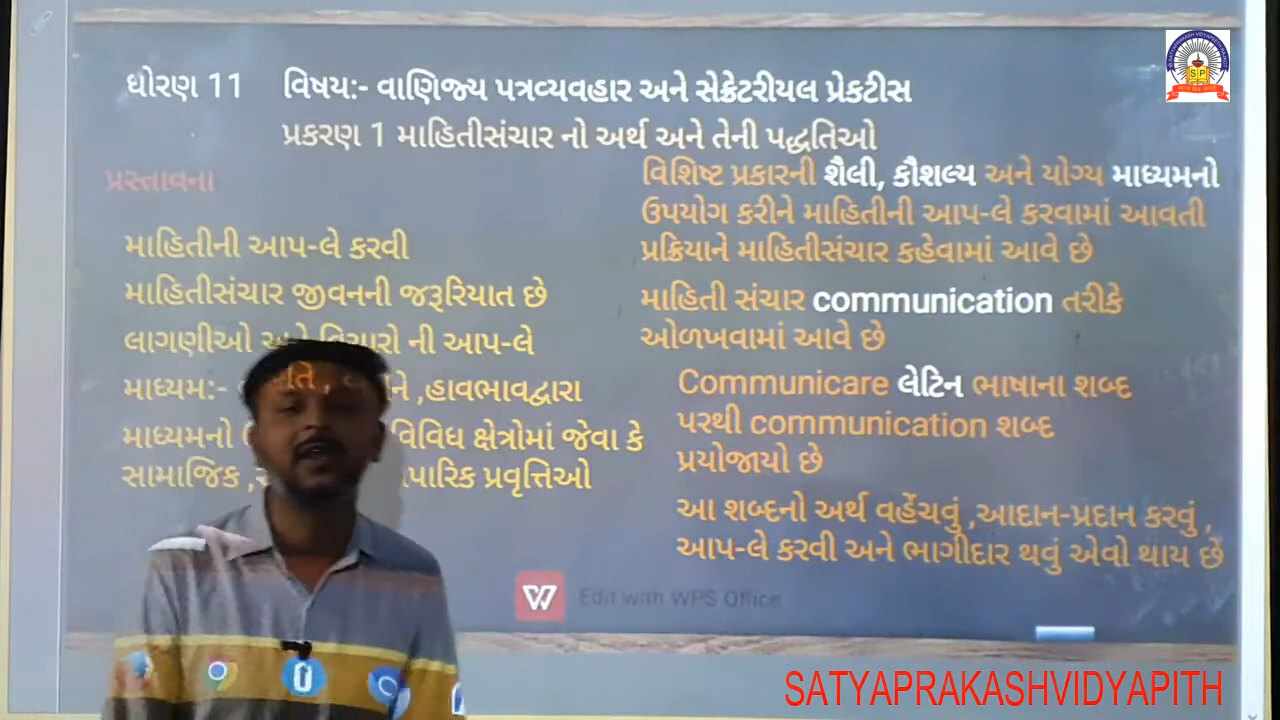 ધોરણ 11 વિષય:- વાણિજ્ય પત્રવ્યવહાર અને સેક્રેટરીયલ પ્રેક્ટીસ
પ્રકરણ 1 માહિતીસંચાર નો અર્થ અને તેની પદ્ધતિઓ
પ્રસ્તાવના
માહિતીની આપ-લે કરવી
માહિતીસંચાર જીવનની જરૂરિયાત છે
લાગણીઓ અને વિચારો ની આપ-લે
માધ્યમ:- ,હાવભાવદ્વારા
માધ્યમનો વિવિધ ક્ષેત્રોમાં જેવા કે
સામાજિક , પ્રવૃત્તિઓ
વિશિષ્ટ પ્રકારની શૈલી, કૌશલ્ય અને યોગ્ય માધ્યમનો
ઉપયોગ કરીને માહિતીની આપ-લે કરવામાં આવતી
પ્રક્રિયાને માહિતીસંચાર કહેવામાં આવે છે
માહિતી સંચાર communication તરીકે
ઓળખવામાં આવે છે
Communicare લેટિન ભાષાના શબ્દ
પરથી communication શબ્દ
પ્રયોજાયો છે
આ શબ્દનો અર્થ વહેંચવું ,આદાન-પ્રદાન કરવું ,
આપ-લે કરવી અને ભાગીદાર થવું એવો થાય છે
Edit with WPS Office
SATYAPRAKASHVIDYAPITH